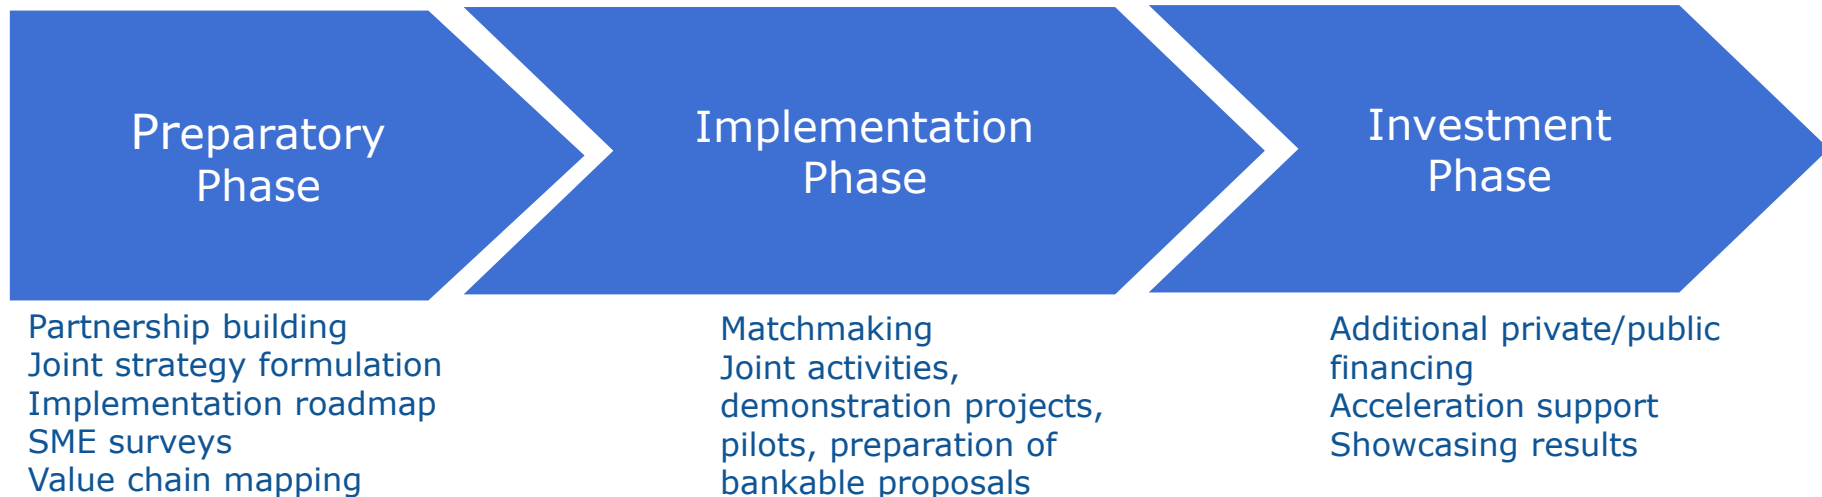 Preparatory
Phase
Implementation
Phase
Investment
Phase
Partnership building
Joint strategy formulation
Implementation roadmap
SME surveys
Value chain mapping
Matchmaking
Joint activities,
demonstration projects,
pilots, preparation of
bankable proposals
Additional private/public
financing
Acceleration support
Showcasing results